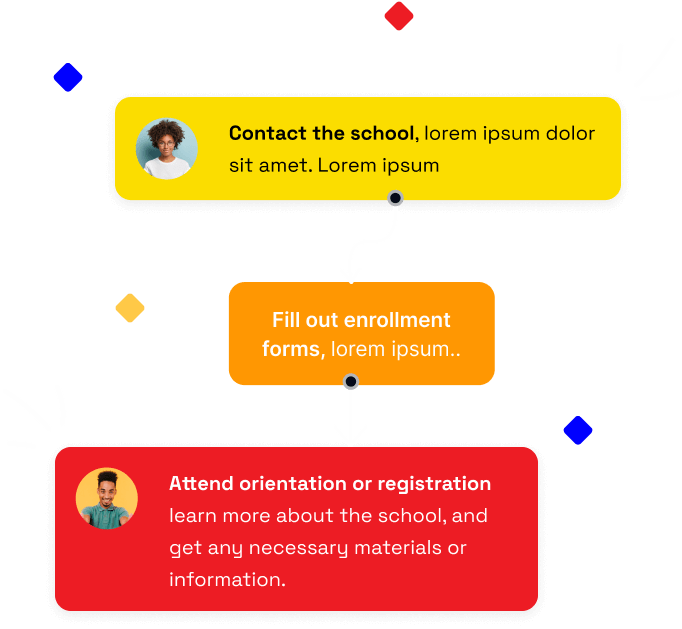 Contact the school, lorem ipsum dolor
sit amet. Lorem ipsum
Fill out enrollment
forms, lorem ipsum..
Attend orientation or registration
learn more about the school, and
get any necessary materials or
information.